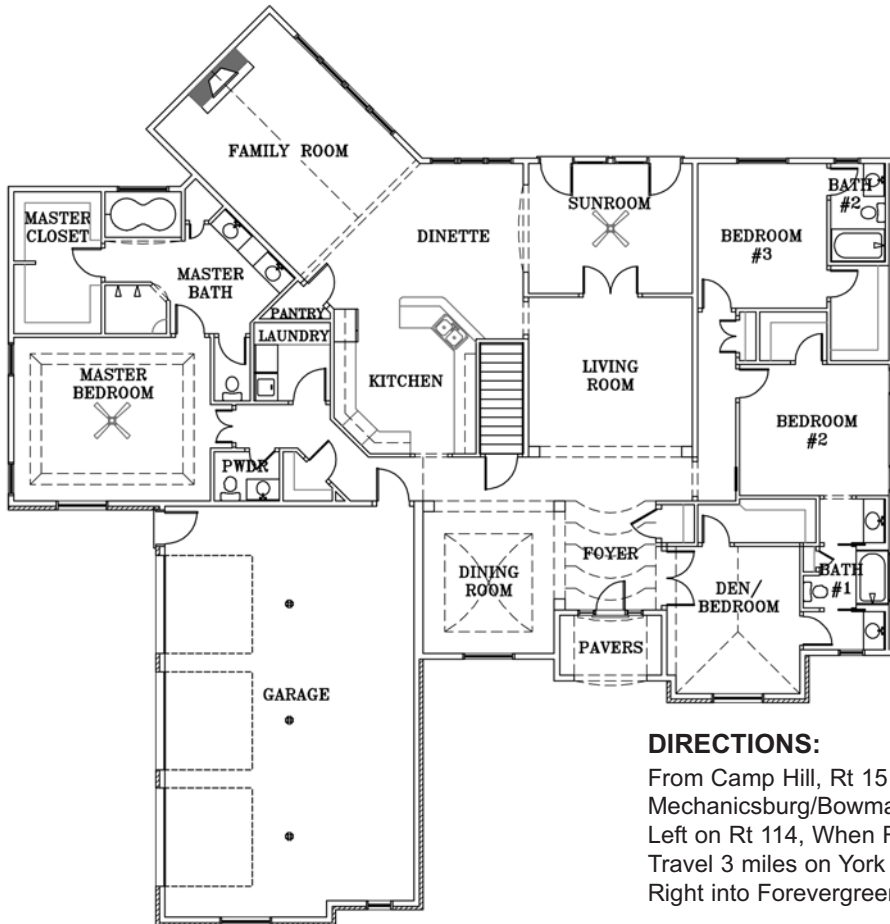 FAMILY ROOM
MASTER
CLOSET
MASTER
BATH
DINETTE
SUNROOM
BATH
#2
BEDROOM
#3
PANTRY
LAUNDRY
MASTER
BEDROOM
KITCHEN
LIVING
ROOM
BEDROOM
#2
PWDR
DINING
ROOM
FOYER
DEN/
BEDROOM
BATH
#1
PAVERS
GARAGE
DIRECTIONS:
From Camp Hill, Rt 15
Mechanicsburg/Bowma
Left on Rt 114, When
Travel 3 miles on York
Right into Forevergreen